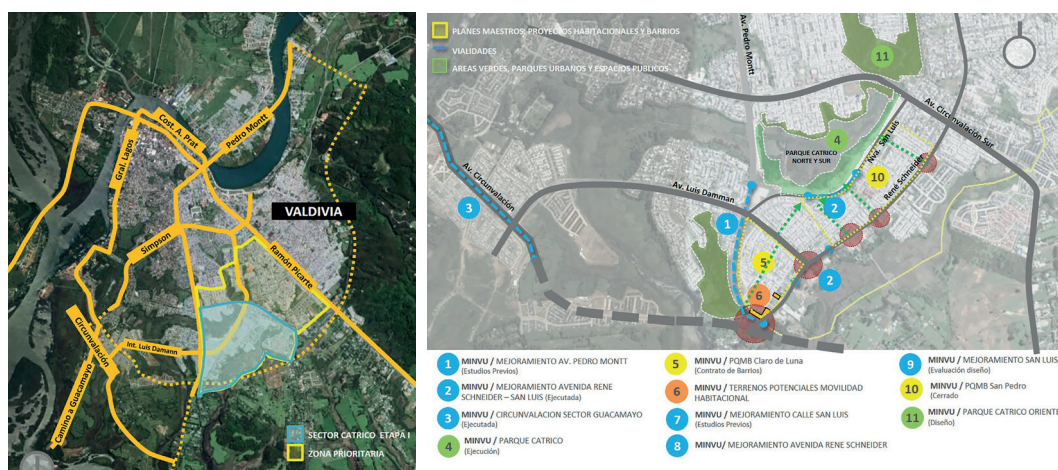 Gral. Lagos
Cost. A. Prat
Pedro Montt
VALDIVIA
Simpson
Ramón Picarte
Circunvalación
Int. Luis Damann
Camino a Guacamayo
SECTOR CATRICO ETAPA I
ZONA PRIORITARIA
PLANES MAESTROS, PROYECTOS HABITACIONALES Y BARRIOS
VIALIDADES
AREAS VERDES, PARQUES URBANOS Y ESPACIOS PUBLICOS
Av. Pedro Montt
11
Av. Circunvalación Sur
4
PARQUE CATRICO
NORTE Y SUR
Nva. San Luis
10
René Schneider
Av. Circunvalación
3
Av. Luis Damman
1
2
5
2
6
1 MINVU / MEJORAMIENTO AV. PEDRO MONTT
(Estudios Previos)
2 MINVU / MEJORAMIENTO AVENIDA RENE
SCHNEIDER – SAN LUIS (Ejecutada)
3 MINVU / CIRCUNVALACION SECTOR GUACAMAYO
(Ejecutada)
4 MINVU / PARQUE CATRICO
(Ejecución)
5 MINVU / PQMB Claro de Luna
(Contrato de Barrios)
6 MINVU / TERRENOS POTENCIALES MOVILIDAD
HABITACIONAL
7 MINVU / MEJORAMIENTO CALLE SAN LUIS
(Estudios Previos)
8 MINVU/ MEJORAMIENTO AVENIDA RENE SCHNEIDER
9 MINVU / MEJORAMIENTO SAN LUIS
(Evaluación diseño)
10 MINVU / PQMB San Pedro
(Cerrado)
11 MINVU / PARQUE CATRICO ORIENTE
(Diseño)